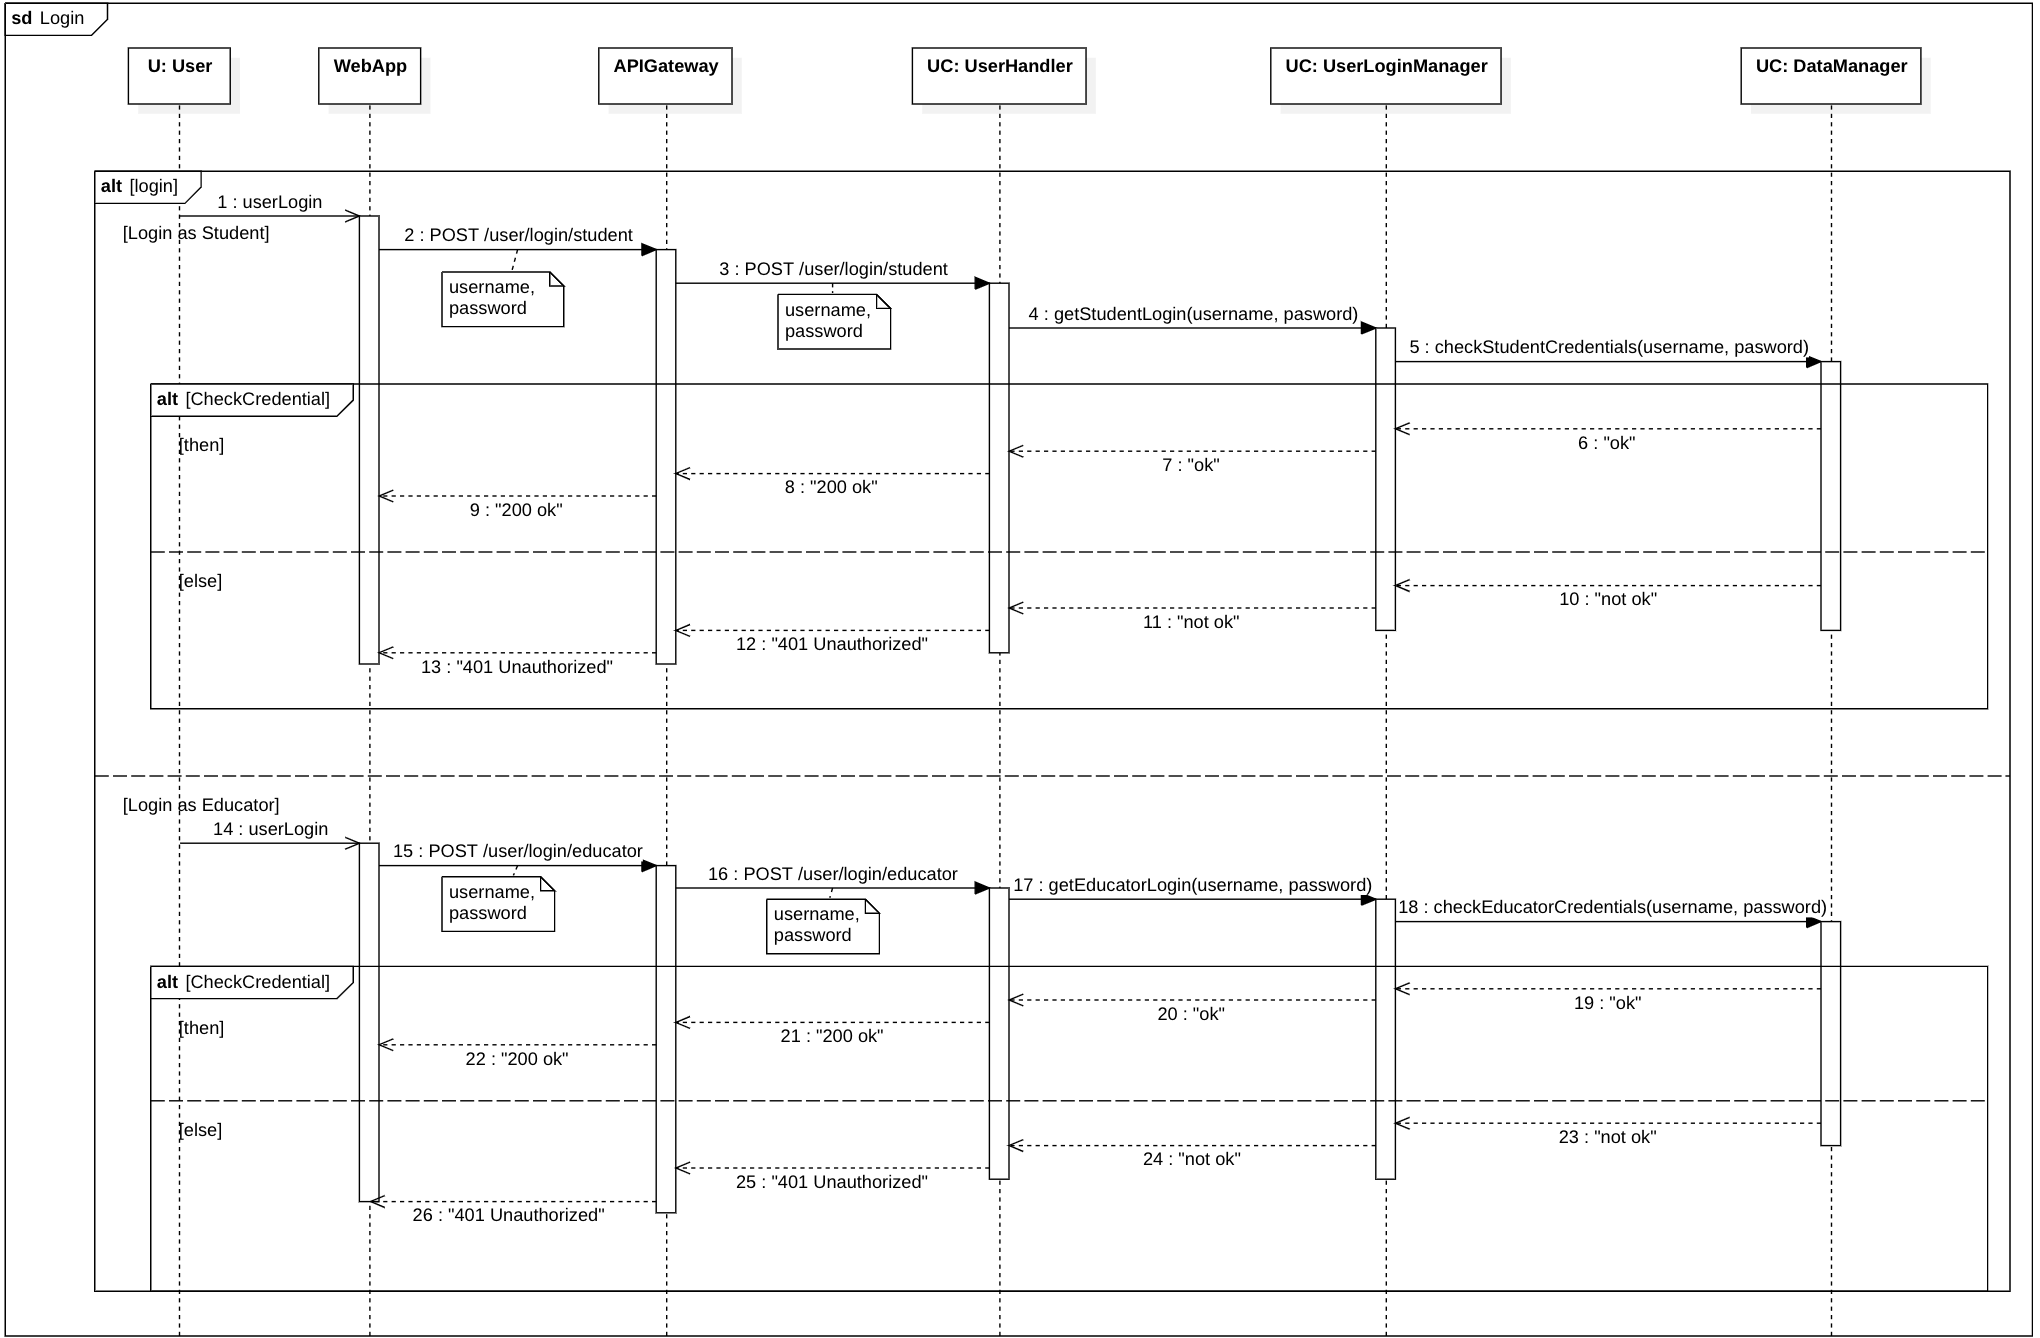 sd Login
U: User
WebApp
APIGateway
UC: UserHandler
UC: UserLoginManager
UC: DataManager
alt [login]
1 : userLogin
[Login as Student]
2 : POST /user/login/student
username,
password
3 : POST /user/login/student
username,
password
4 : getStudentLogin(username, pasword)
5 : checkStudentCredentials(username, pasword)
alt [CheckCredential]
[then]
6 : "ok"
7 : "ok"
8 : "200 ok"
9 : "200 ok"
[else]
10 : "not ok"
11 : "not ok"
12 : "401 Unauthorized"
13 : "401 Unauthorized"
[Login as Educator]
14 : userLogin
15 : POST /user/login/educator
username,
password
16 : POST /user/login/educator
username,
password
17 : getEducatorLogin(username, password)
18 : checkEducatorCredentials(username, password)
alt [CheckCredential]
[then]
19 : "ok"
20 : "ok"
21 : "200 ok"
22 : "200 ok"
[else]
23 : "not ok"
24 : "not ok"
25 : "401 Unauthorized"
26 : "401 Unauthorized"